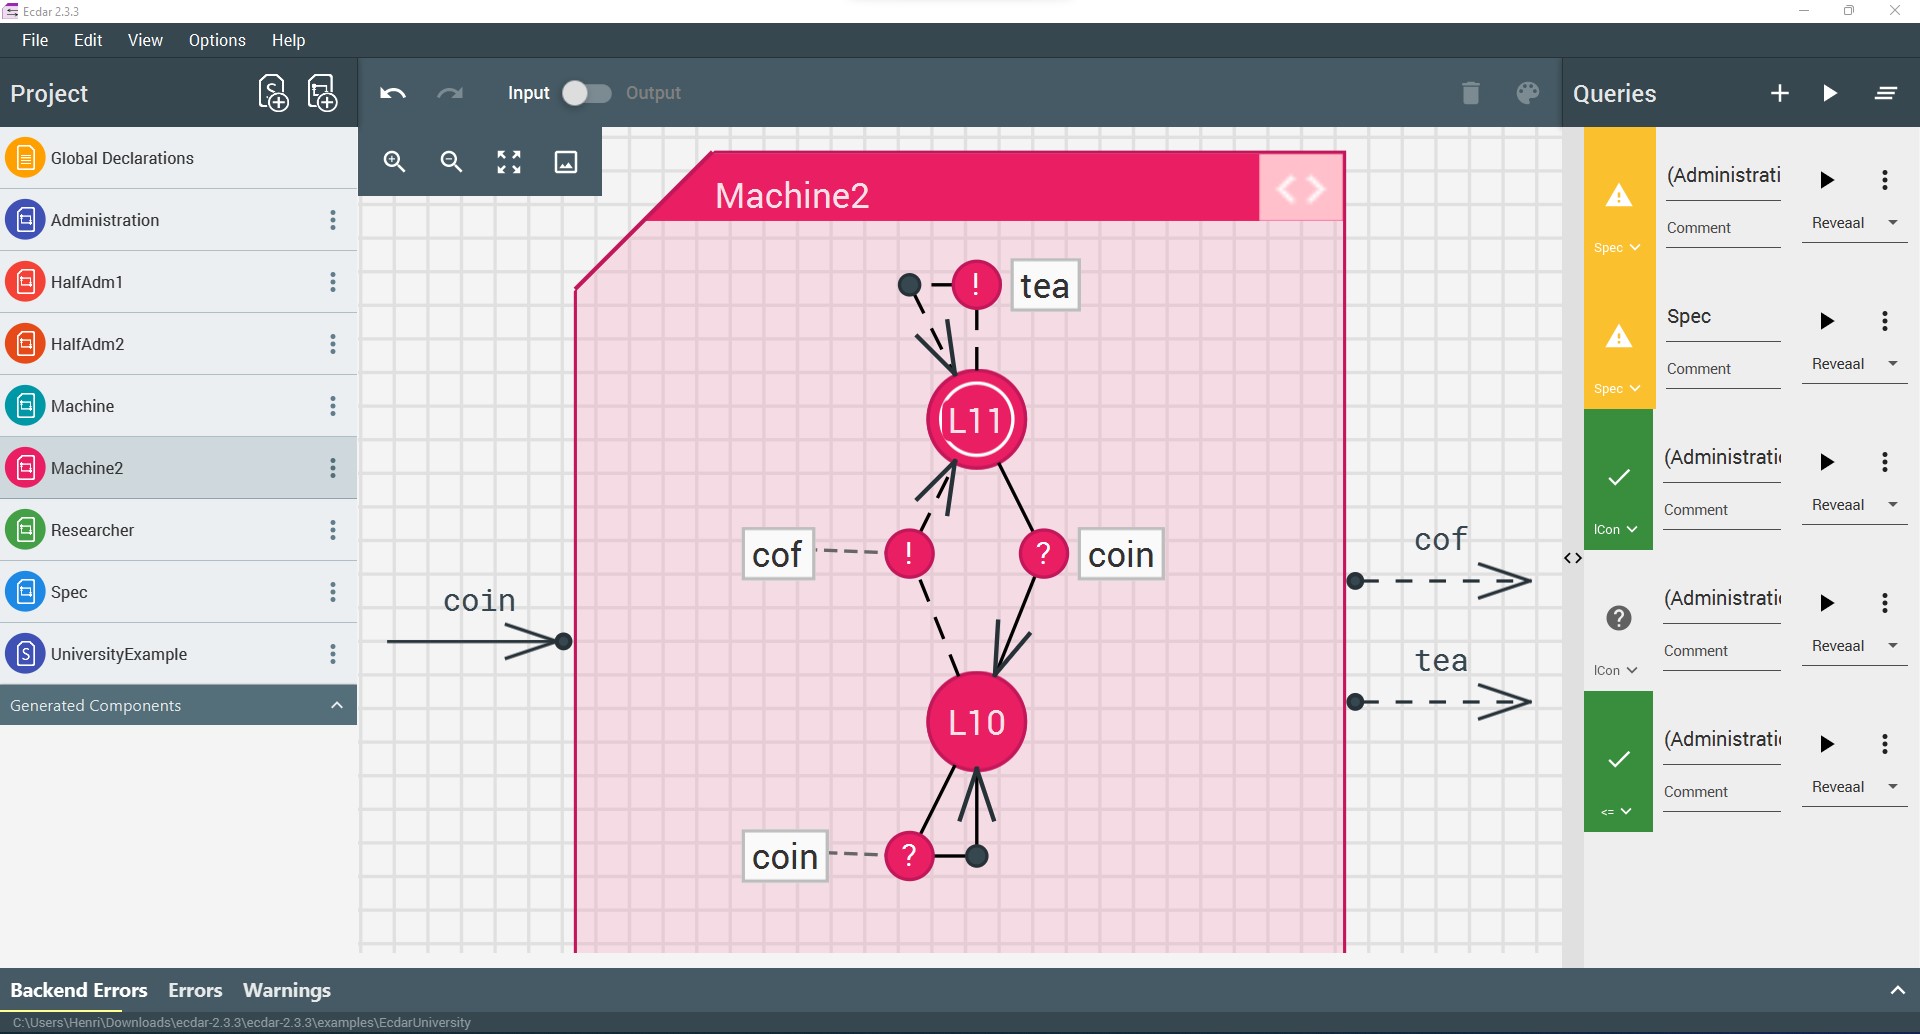 Ecdar 2.3.3
File Edit View Options Help
Project
Input Output
Queries
Global Declarations
Administration
HalfAdm1
HalfAdm2
Machine
Machine2
Researcher
Spec
UniversityExample
Generated Components
Machine2
! tea
L11
cof ! ? coin
L10
coin ?
coin
cof
tea
(Administrati
Spec Comment Reveaal
Spec
Spec Comment Reveaal
(Administratic
ICon Comment Reveaal
(Administratic
ICon Comment Reveaal
(Administratic
<= Comment Reveaal
Backend Errors Errors Warnings
C:\Users\Henri\Downloads\ecdar-2.3.3\ecdar-2.3.3\examples\EcdarUniversity